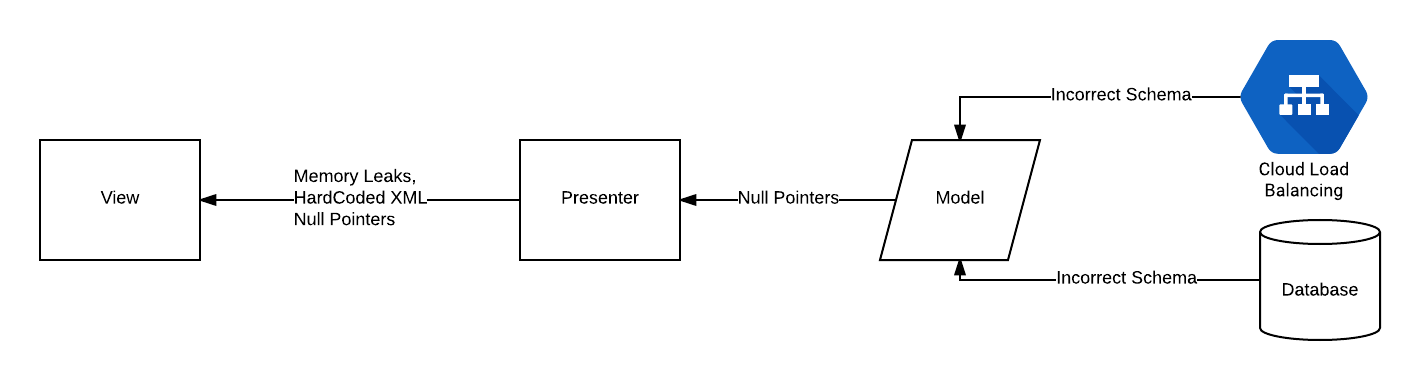 View
Memory Leaks,
HardCoded XML
Null Pointers
Presenter
Null Pointers
Model
Incorrect Schema
Cloud Load
Balancing
Incorrect Schema
Database